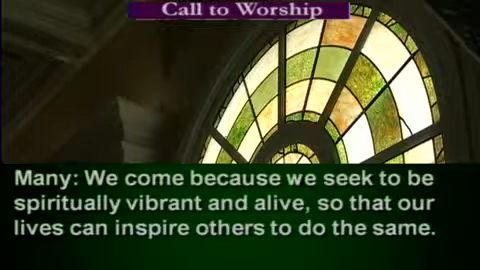 Call to Worship
Many: We come because we seek to be
spiritually vibrant and alive, so that our
lives can inspire others to do the same.